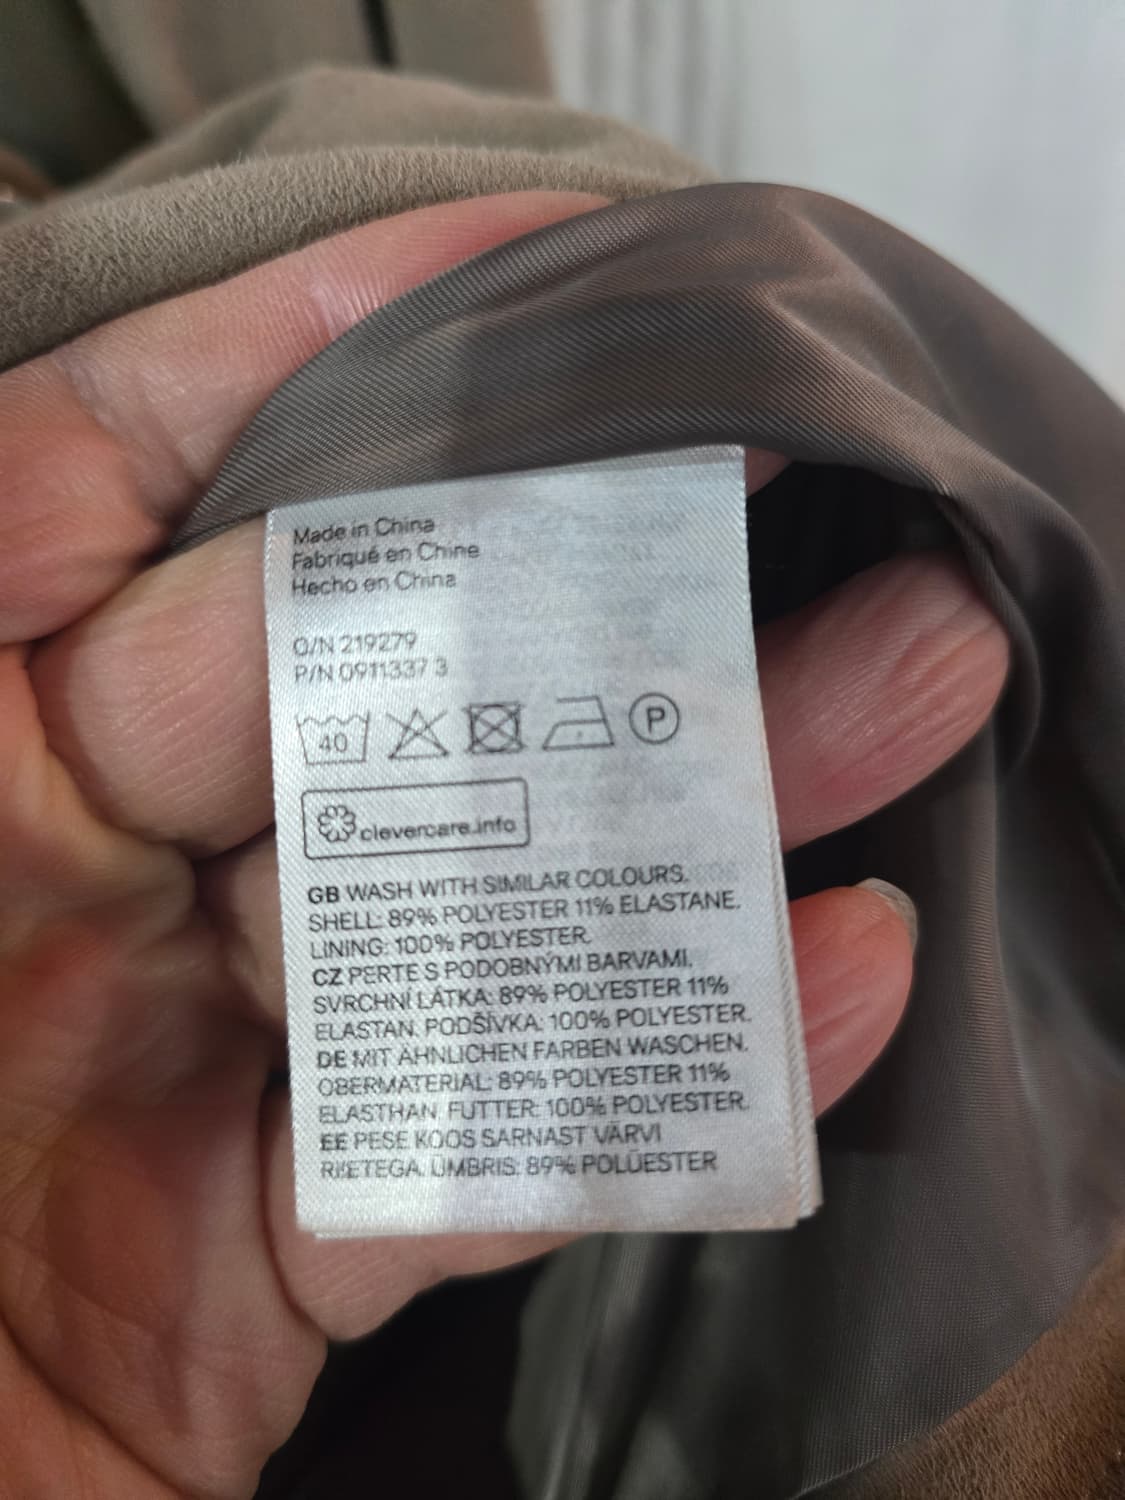 Made in China
Fabriqué en Chine
Hecho en China
O/N 219279
P/N 0911337 3
40
P
clevercare.info
GB WASH WITH SIMILAR COLOURS.
SHELL: 89% POLYESTER 11% ELASTANE.
LINING: 100% POLYESTER.
CZ PERTE S PODOBNÝMI BARVAMI.
SVRCHNÍ LÁTKA: 89% POLYESTER 11%
ELASTAN. PODŠÍVKA: 100% POLYESTER.
DE MIT ÄHNLICHEN FARBEN WASCHEN.
OBERMATERIAL: 89% POLYESTER 11%
ELASTHAN. FUTTER: 100% POLYESTER.
EE PESE KOOS SARNAST VÄRVI
RIIETEGA. ÜMBRIS: 89% POLÜESTER